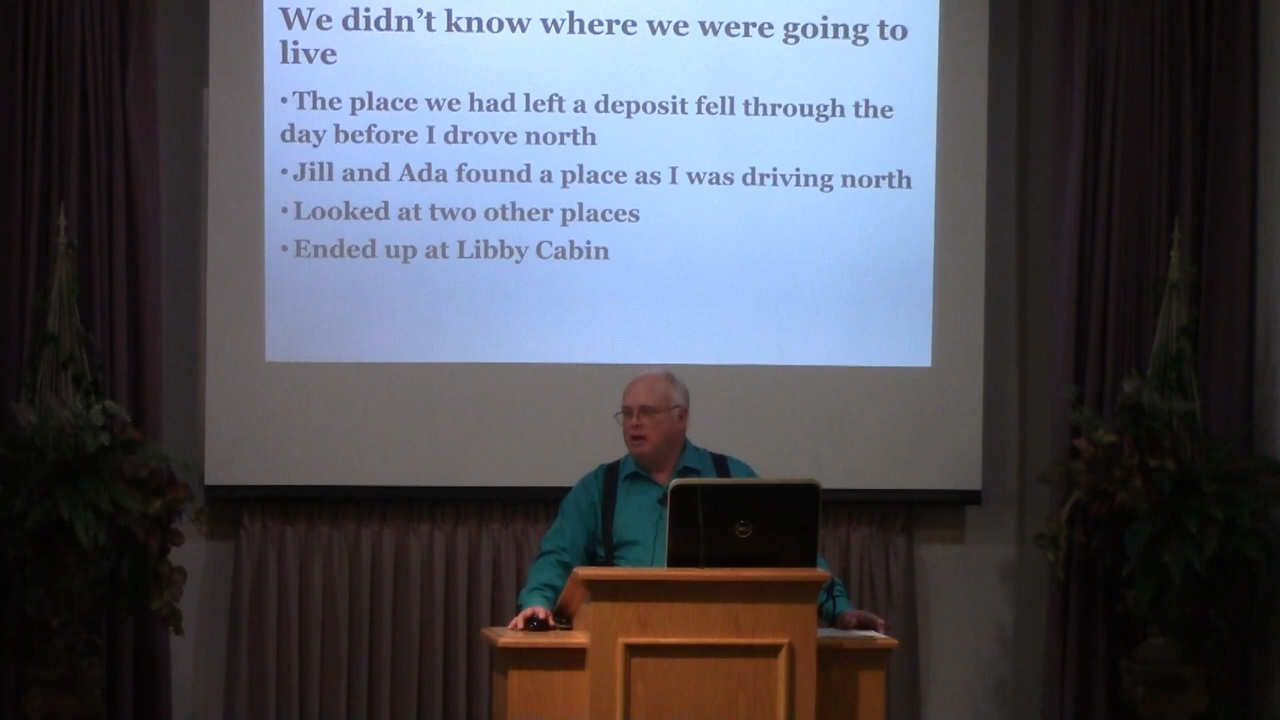 We didn’t know where we were going to
live
•The place we had left a deposit fell through the
day before I drove north
•Jill and Ada found a place as I was driving north
•Looked at two other places
•Ended up at Libby Cabin